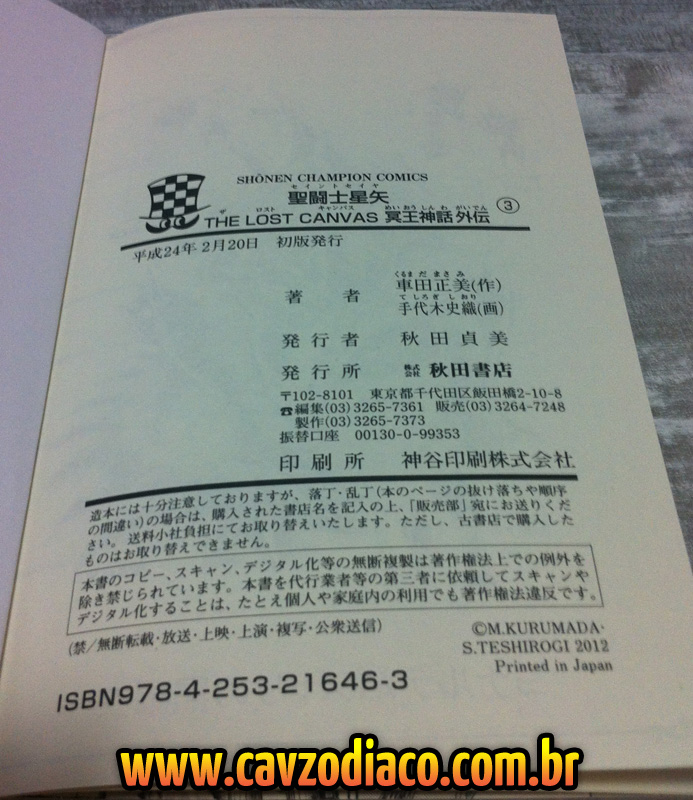 SHŌNEN CHAMPION COMICS
セイントセイヤ
聖闘士星矢
ザ ロスト キャンバス めいおうしんわ がいでん
THE LOST CANVAS 冥王神話 外伝 ③
平成24年 2月20日 初版発行
くるまだまさみ
著者 車田正美(作)
てしろぎしおり
手代木史織(画)
発行者 秋田貞美
発行所 株式会社 秋田書店
〒102-8101 東京都千代田区飯田橋2-10-8
☎編集(03)3265-7361 販売(03)3264-7248
製作(03)3265-7373
振替口座 00130-0-99353
印刷所 神谷印刷株式会社
造本には十分注意しておりますが、落丁・乱丁(本のページの抜け落ちや順序
の間違い)の場合は、購入された書店名を記入の上、「販売部」宛にお送りくだ
さい。送料小社負担にてお取り替えいたします。ただし、古書店で購入した
ものはお取り替えできません。
本書のコピー、スキャン、デジタル化等の無断複製は著作権法上での例外を
除き禁じられています。本書を代行業者等の第三者に依頼してスキャンや
デジタル化することは、たとえ個人や家庭内の利用でも著作権法違反です。
(禁/無断転載・放送・上映・上演・複写・公衆送信)
©M.KURUMADA・
S.TESHIROGI 2012
Printed in Japan
ISBN978-4-253-21646-3
www.cavzodiaco.com.br